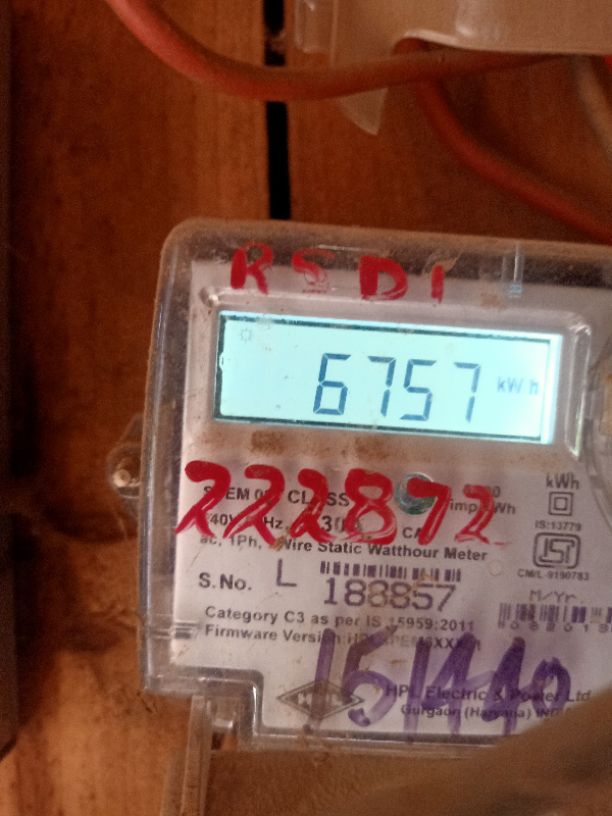 RSDI
6757 kWh
222872
CLASS
kWh
IS:13779
ac, 1Ph, Wire Static Watthour Meter
CM/L-9190783
S.No. L 188857
M/Yr.
Category C3 as per IS 15959:2011
Firmware Version:
HPL Electric & Power Ltd
Gurgaon (Haryana)